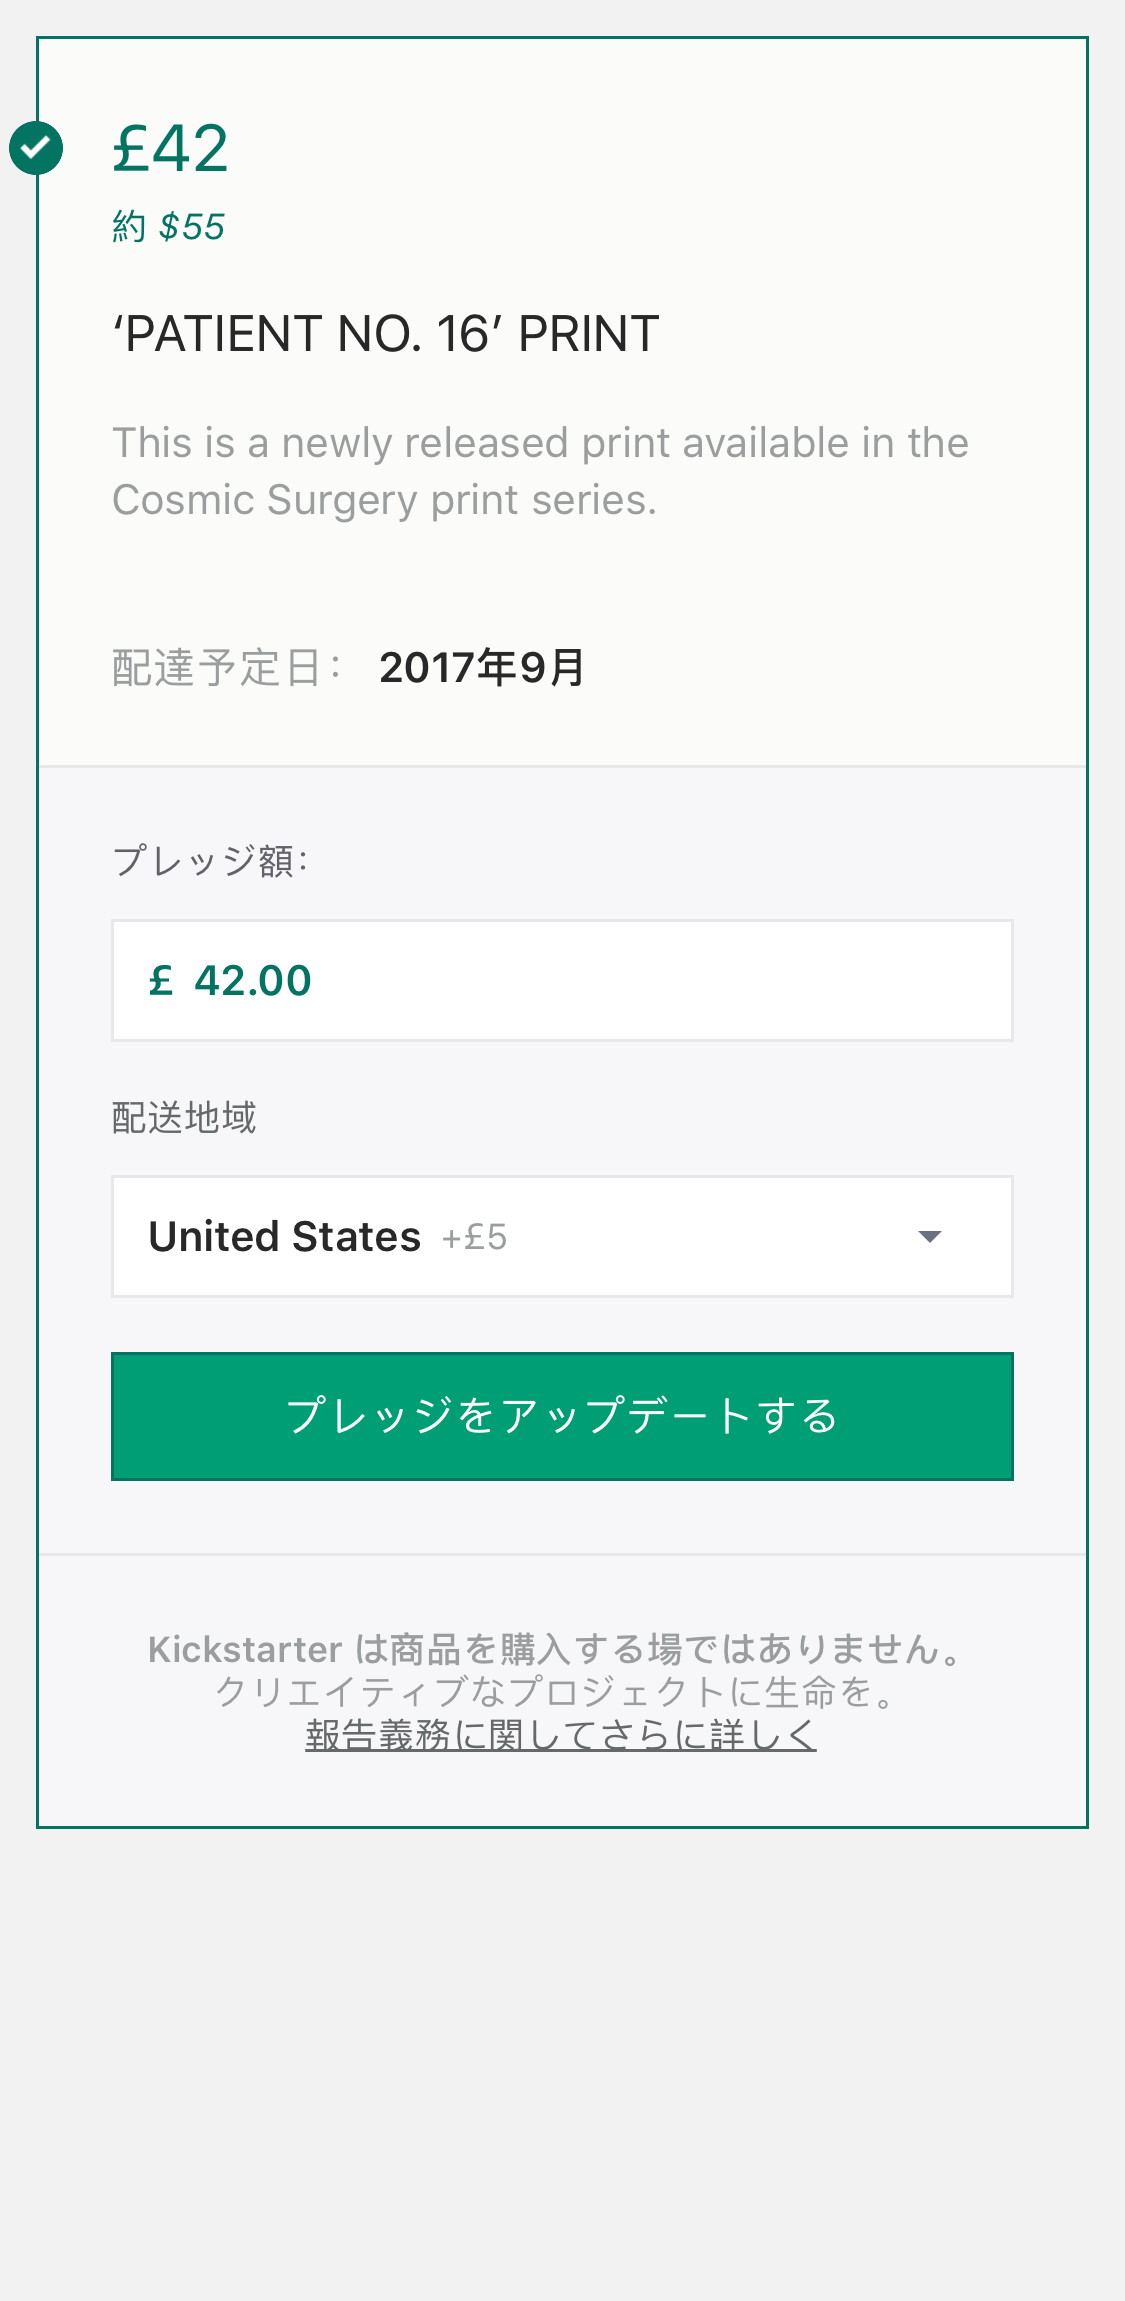 £42
約 $55
‘PATIENT NO. 16’ PRINT
This is a newly released print available in the
Cosmic Surgery print series.
配達予定日： 2017年9月
プレッジ額：
£ 42.00
配送地域
United States +£5
プレッジをアップデートする
Kickstarter は商品を購入する場ではありません。
クリエイティブなプロジェクトに生命を。
報告義務に関してさらに詳しく